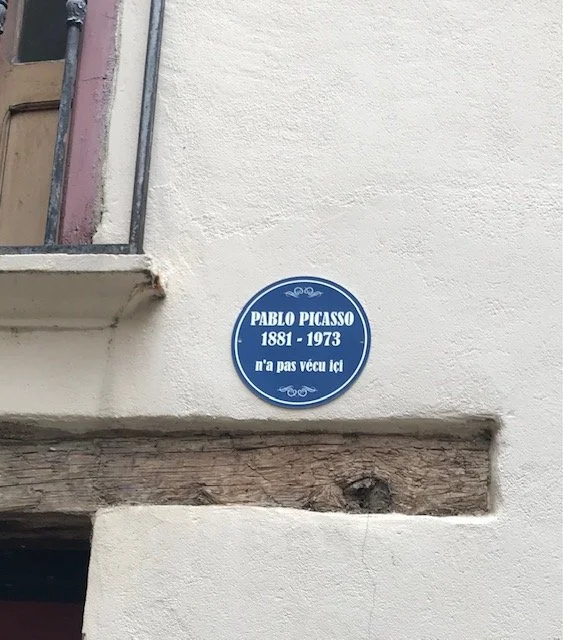 PABLO PICASSO
1881 - 1973
n'a pas vécu içi